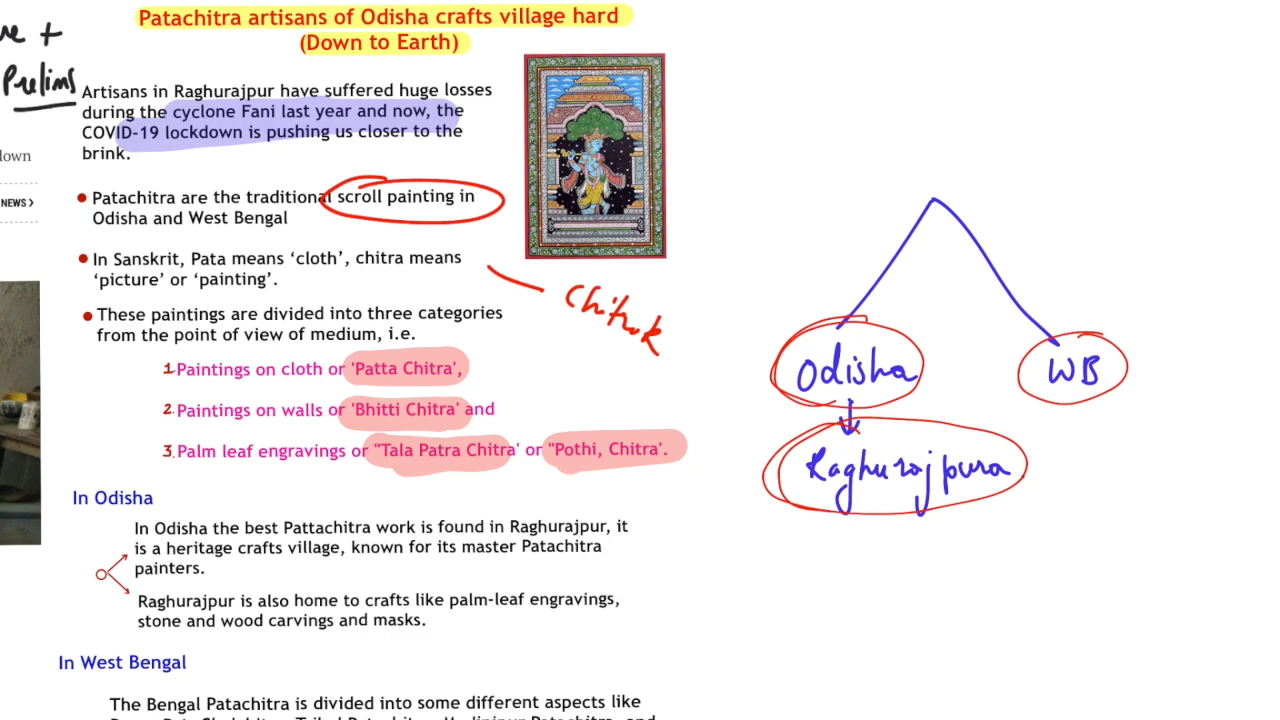 Patachitra artisans of Odisha crafts village hard
(Down to Earth)
+
Prelims
Artisans in Raghurajpur have suffered huge losses
during the cyclone Fani last year and now, the
COVID-19 lockdown is pushing us closer to the
brink.
NEWS >
• Patachitra are the traditional scroll painting in
Odisha and West Bengal
• In Sanskrit, Pata means ‘cloth’, chitra means
‘picture’ or ‘painting’.
Chitrak
• These paintings are divided into three categories
from the point of view of medium, i.e.
1. Paintings on cloth or 'Patta Chitra',
2. Paintings on walls or 'Bhitti Chitra' and
3. Palm leaf engravings or "Tala Patra Chitra' or "Pothi, Chitra'.
Odisha
WB
Raghurajpura
In Odisha
In Odisha the best Pattachitra work is found in Raghurajpur, it
is a heritage crafts village, known for its master Patachitra
painters.
Raghurajpur is also home to crafts like palm-leaf engravings,
stone and wood carvings and masks.
In West Bengal
The Bengal Patachitra is divided into some different aspects like